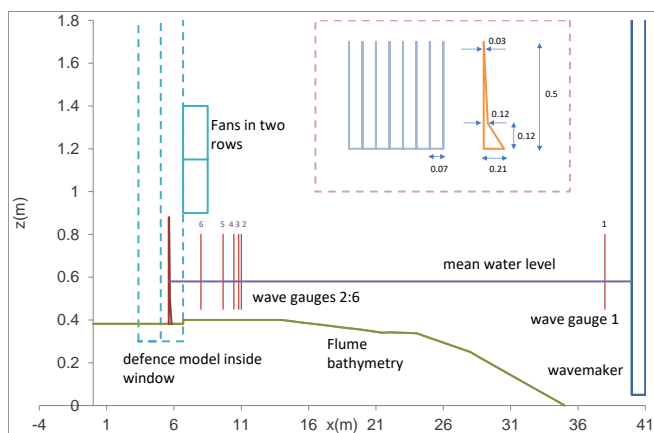 1.8
1.6
1.4
1.2
1
0.8
0.6
0.4
0.2
0
z(m)
Fans in two
rows
0.03
0.5
0.12
0.12
0.07
0.21
6
5
4
3
2
1
mean water level
wave gauges 2:6
wave gauge 1
defence model inside
window
Flume
bathymetry
wavemaker
-4
1
6
11
16
x(m)
21
26
31
36
41